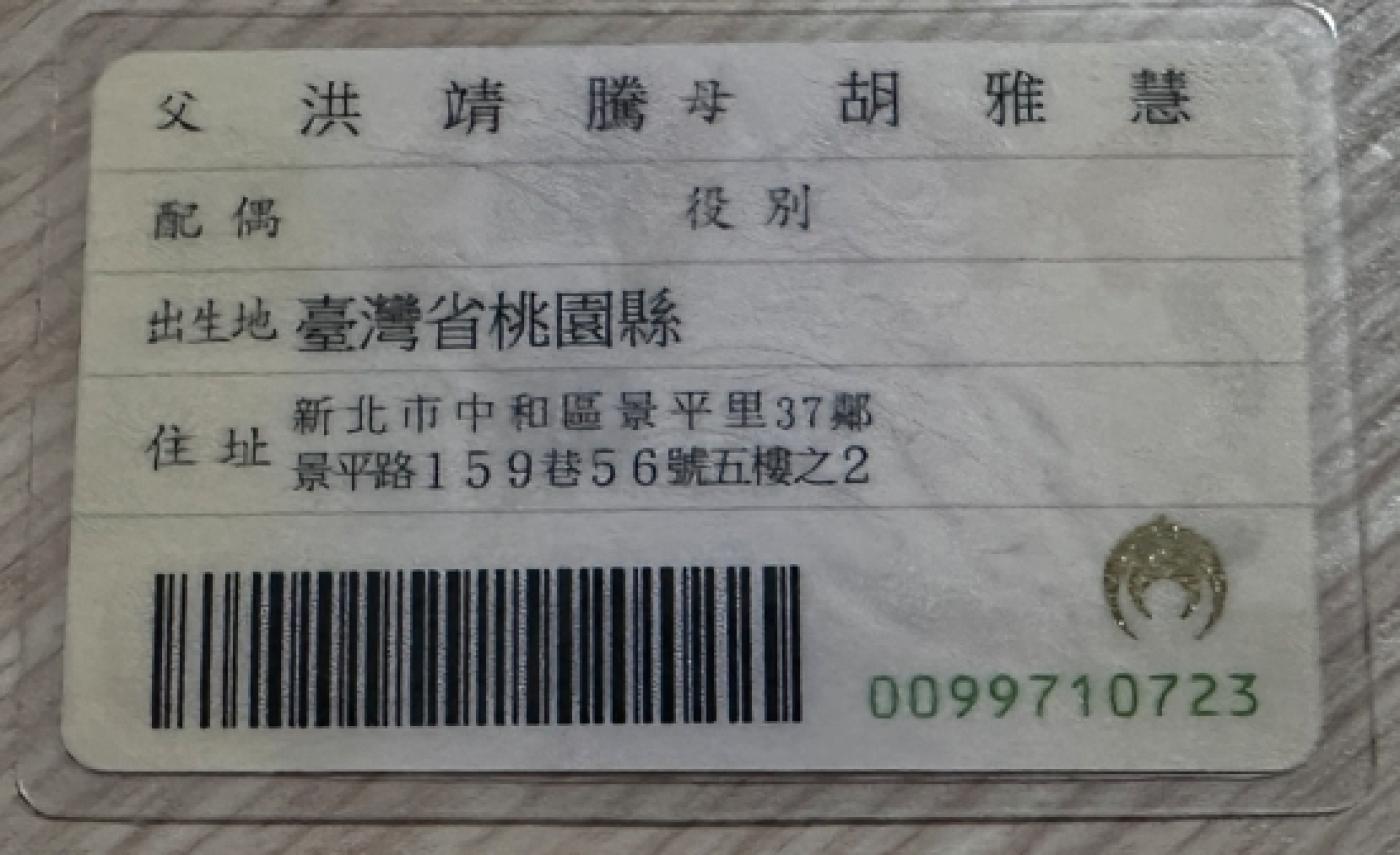 父 洪靖騰 母 胡雅慧
配偶 役別
出生地 臺灣省桃園縣
住址 新北市中和區景平里37鄰
景平路159巷56號五樓之2
0099710723